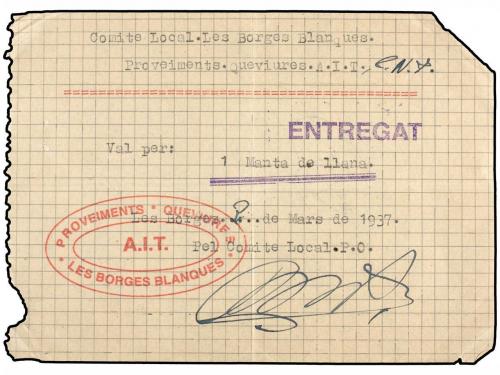 Comite Local.Les Borges Blanques.
Proveiments.Queviures.A.I.T., C.N.T.
ENTREGAT
Val per:
1 Manta de llana.
Les Borges. 2..de Mars de 1937.
Pel Comite Local.P.O.
PROVEIMENTS · QUEVIURES ·
A.I.T.
LES BORGES BLANQUES